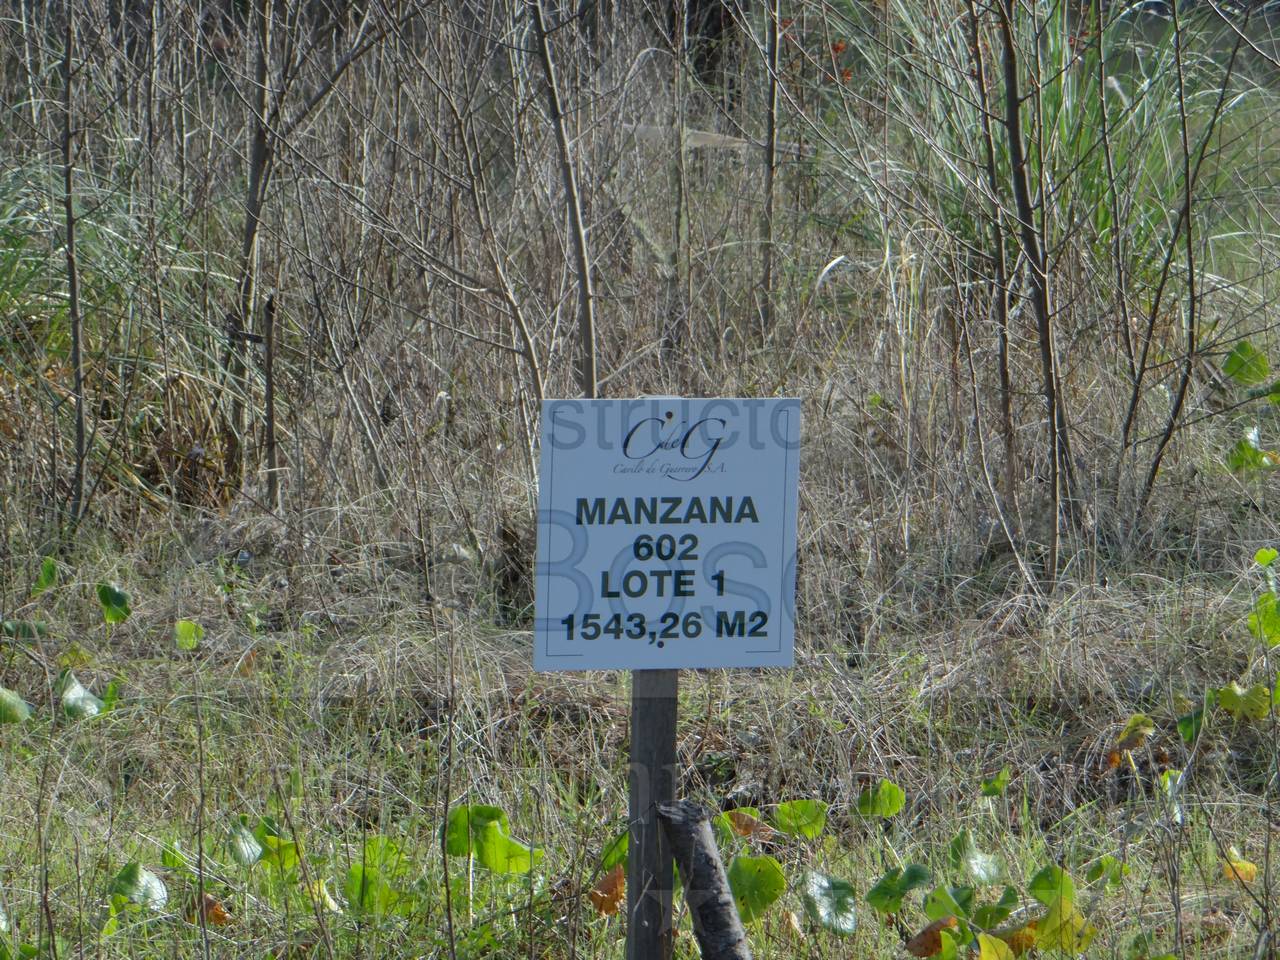 CdeG
Cariló de Guerrero S.A.
MANZANA
602
LOTE 1
1543,26 M2